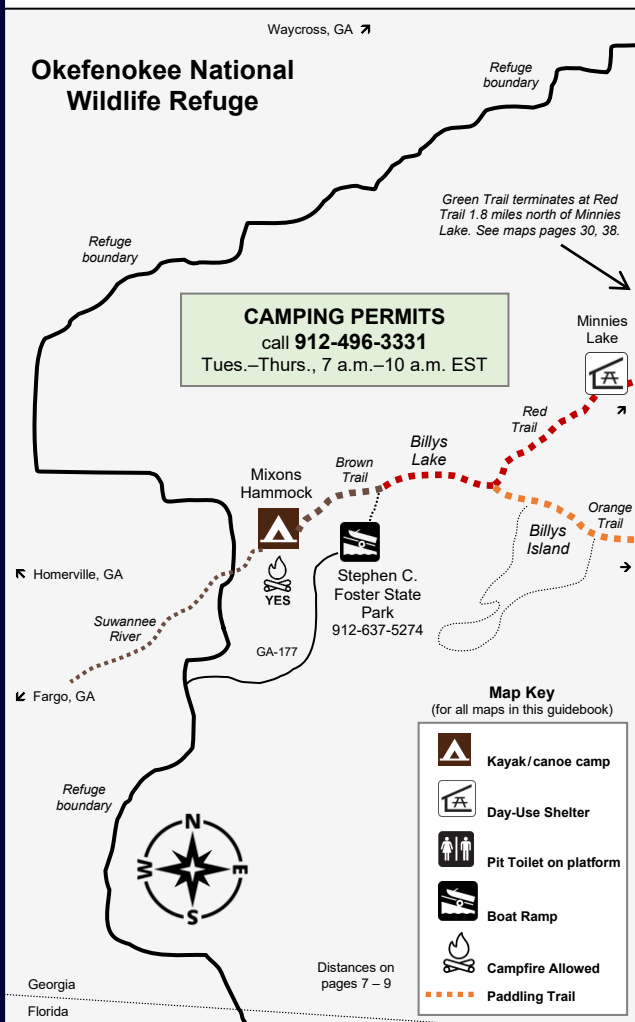 Waycross, GA ↗
Okefenokee National
Wildlife Refuge
Refuge
boundary
Green Trail terminates at Red
Trail 1.8 miles north of Minnies
Lake. See maps pages 30, 38.
Refuge
boundary
CAMPING PERMITS
call 912-496-3331
Tues.–Thurs., 7 a.m.–10 a.m. EST
Minnies
Lake
↗
Red
Trail
Billys
Lake
Brown
Trail
Mixons
Hammock
YES
Orange
Trail
→
Billys
Island
Stephen C.
Foster State
Park
912-637-5274
↖ Homerville, GA
Suwannee
River
GA-177
↙ Fargo, GA
Refuge
boundary
N
E
S
W
Map Key
(for all maps in this guidebook)
Kayak/canoe camp
Day-Use Shelter
Pit Toilet on platform
Boat Ramp
Campfire Allowed
Paddling Trail
Distances on
pages 7 – 9
Georgia
Florida